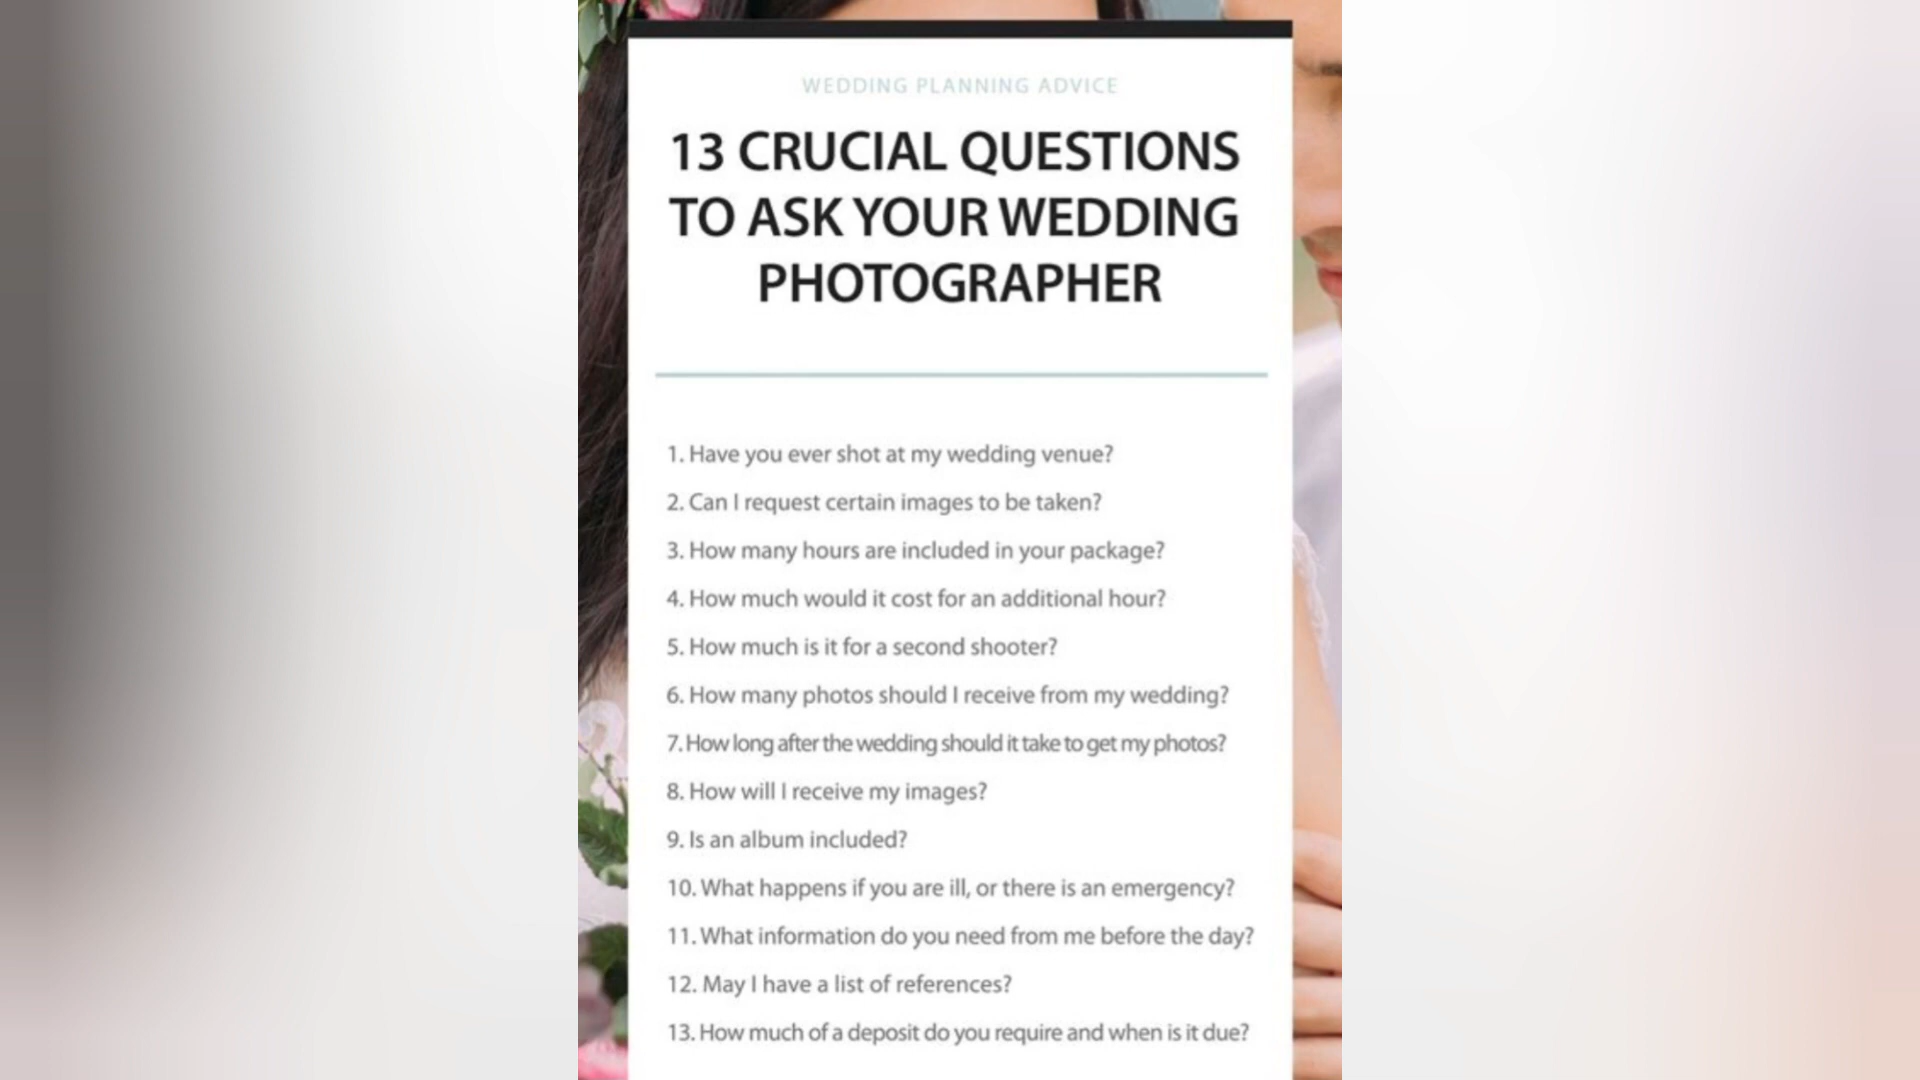 WEDDING PLANNING ADVICE
13 CRUCIAL QUESTIONS
TO ASK YOUR WEDDING
PHOTOGRAPHER
1. Have you ever shot at my wedding venue?
2. Can I request certain images to be taken?
3. How many hours are included in your package?
4. How much would it cost for an additional hour?
5. How much is it for a second shooter?
6. How many photos should I receive from my wedding?
7. How long after the wedding should it take to get my photos?
8. How will I receive my images?
9. Is an album included?
10. What happens if you are ill, or there is an emergency?
11. What information do you need from me before the day?
12. May I have a list of references?
13. How much of a deposit do you require and when is it due?